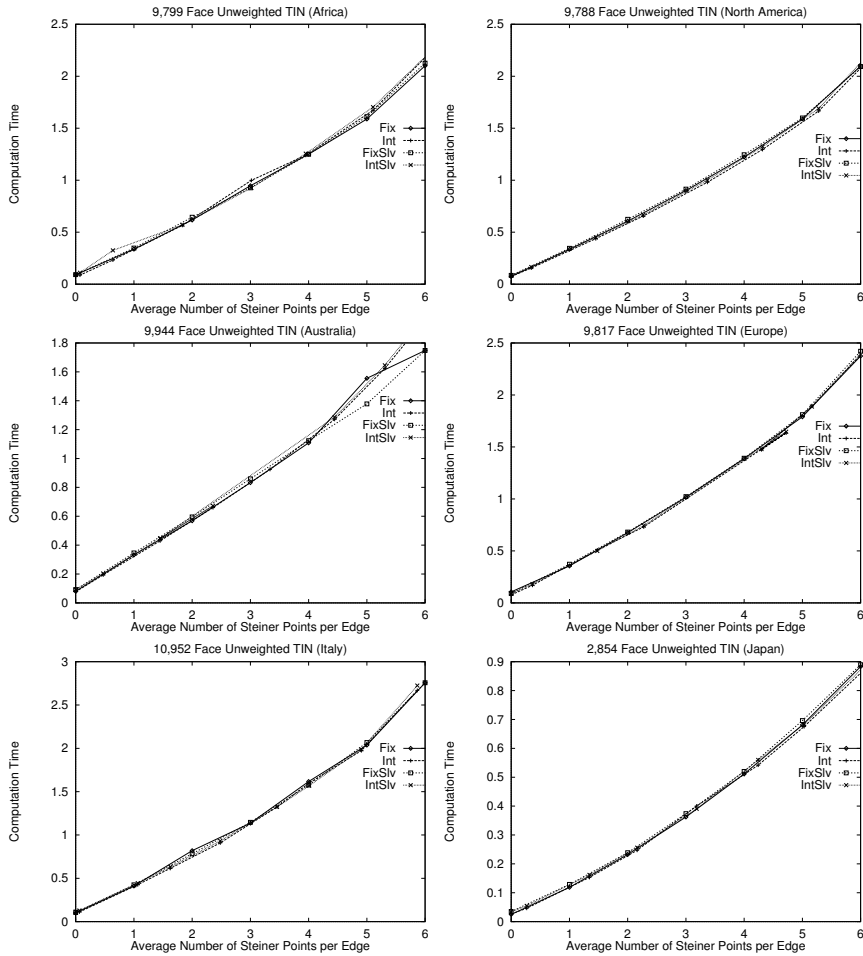 9,799 Face Unweighted TIN (Africa)
2.5
2
1.5
1
0.5
0
Computation Time
Fix
Int
FixSlv
IntSlv
0 1 2 3 4 5 6
Average Number of Steiner Points per Edge
9,788 Face Unweighted TIN (North America)
2.5
2
1.5
1
0.5
0
Computation Time
Fix
Int
FixSlv
IntSlv
0 1 2 3 4 5 6
Average Number of Steiner Points per Edge
9,944 Face Unweighted TIN (Australia)
1.8
1.6
1.4
1.2
1
0.8
0.6
0.4
0.2
0
Computation Time
Fix
Int
FixSlv
IntSlv
0 1 2 3 4 5 6
Average Number of Steiner Points per Edge
9,817 Face Unweighted TIN (Europe)
2.5
2
1.5
1
0.5
0
Computation Time
Fix
Int
FixSlv
IntSlv
0 1 2 3 4 5 6
Average Number of Steiner Points per Edge
10,952 Face Unweighted TIN (Italy)
3
2.5
2
1.5
1
0.5
0
Computation Time
Fix
Int
FixSlv
IntSlv
0 1 2 3 4 5 6
Average Number of Steiner Points per Edge
2,854 Face Unweighted TIN (Japan)
0.9
0.8
0.7
0.6
0.5
0.4
0.3
0.2
0.1
0
Computation Time
Fix
Int
FixSlv
IntSlv
0 1 2 3 4 5 6
Average Number of Steiner Points per Edge